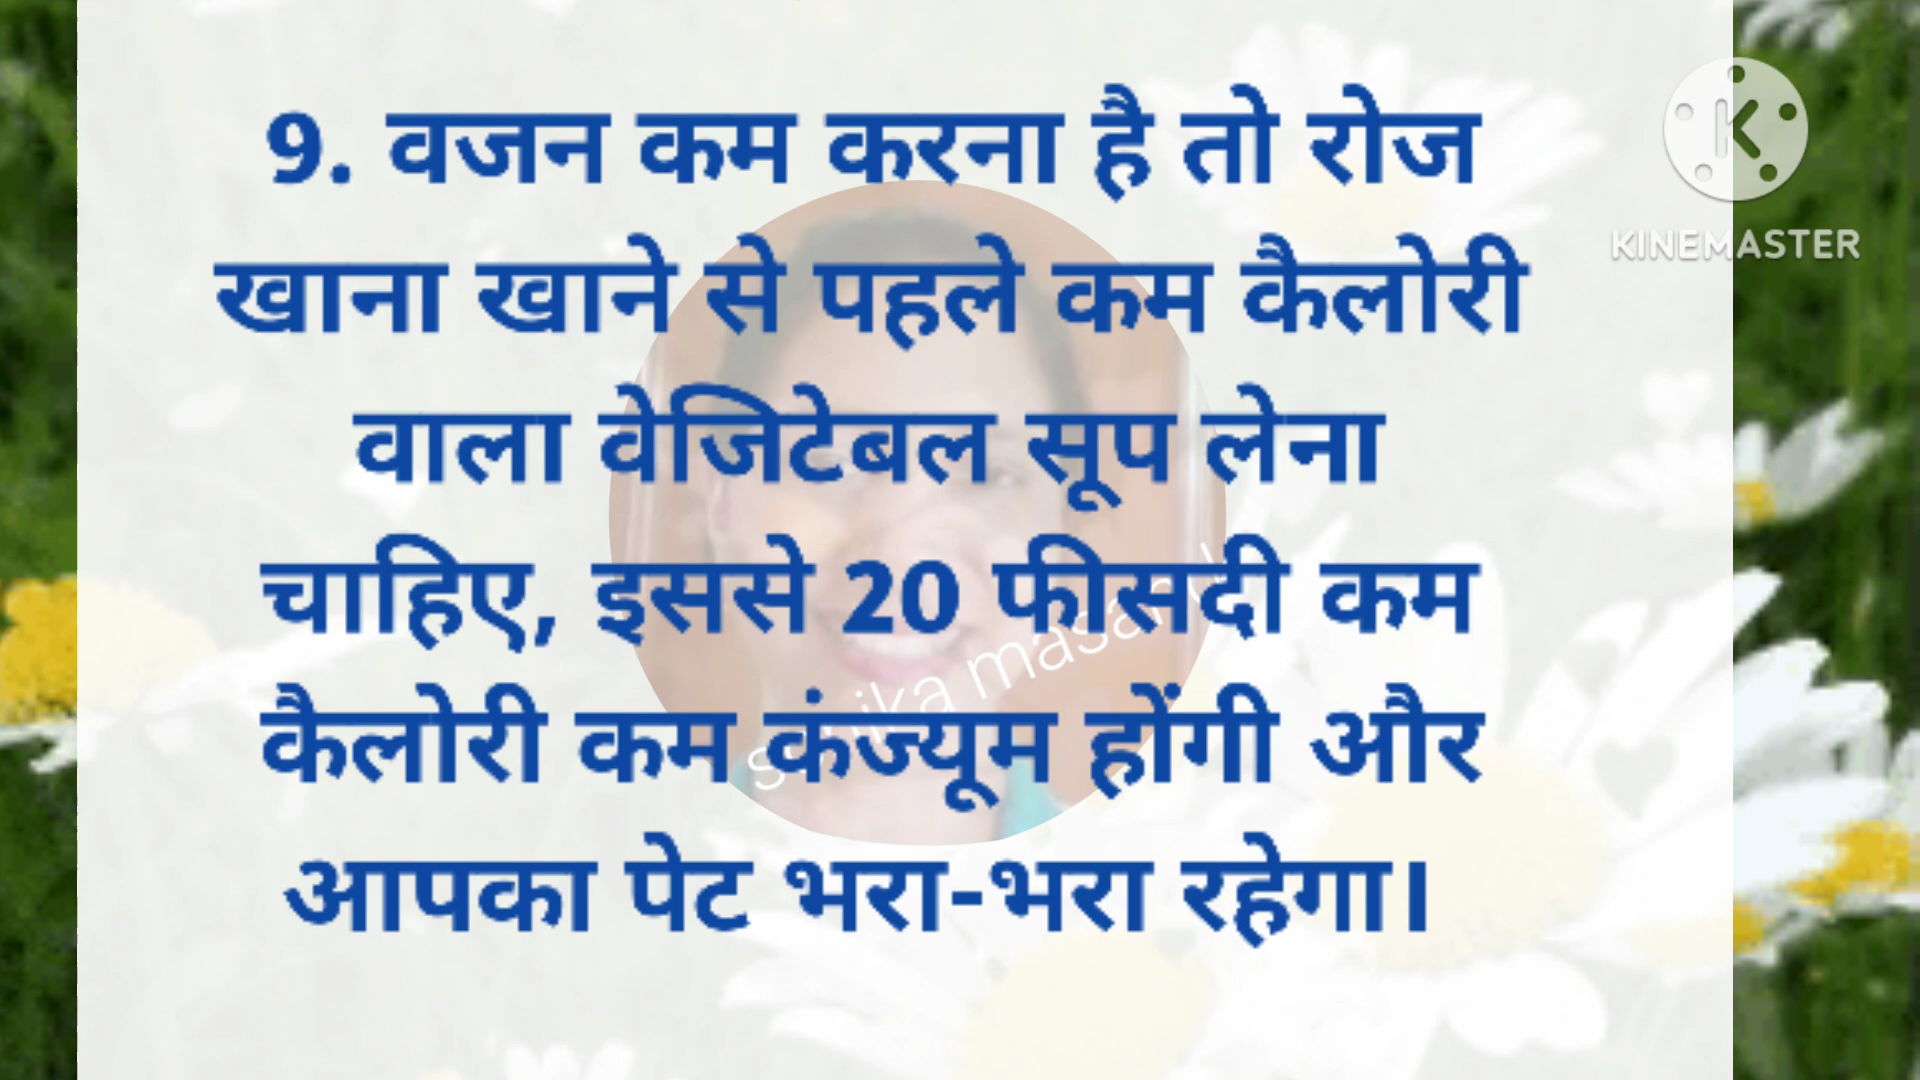 9. वजन कम करना है तो रोज
खाना खाने से पहले कम कैलोरी
वाला वेजिटेबल सूप लेना
चाहिए, इससे 20 फीसदी कम
कैलोरी कम कंज्यूम होंगी और
आपका पेट भरा-भरा रहेगा।
KINEMASTER